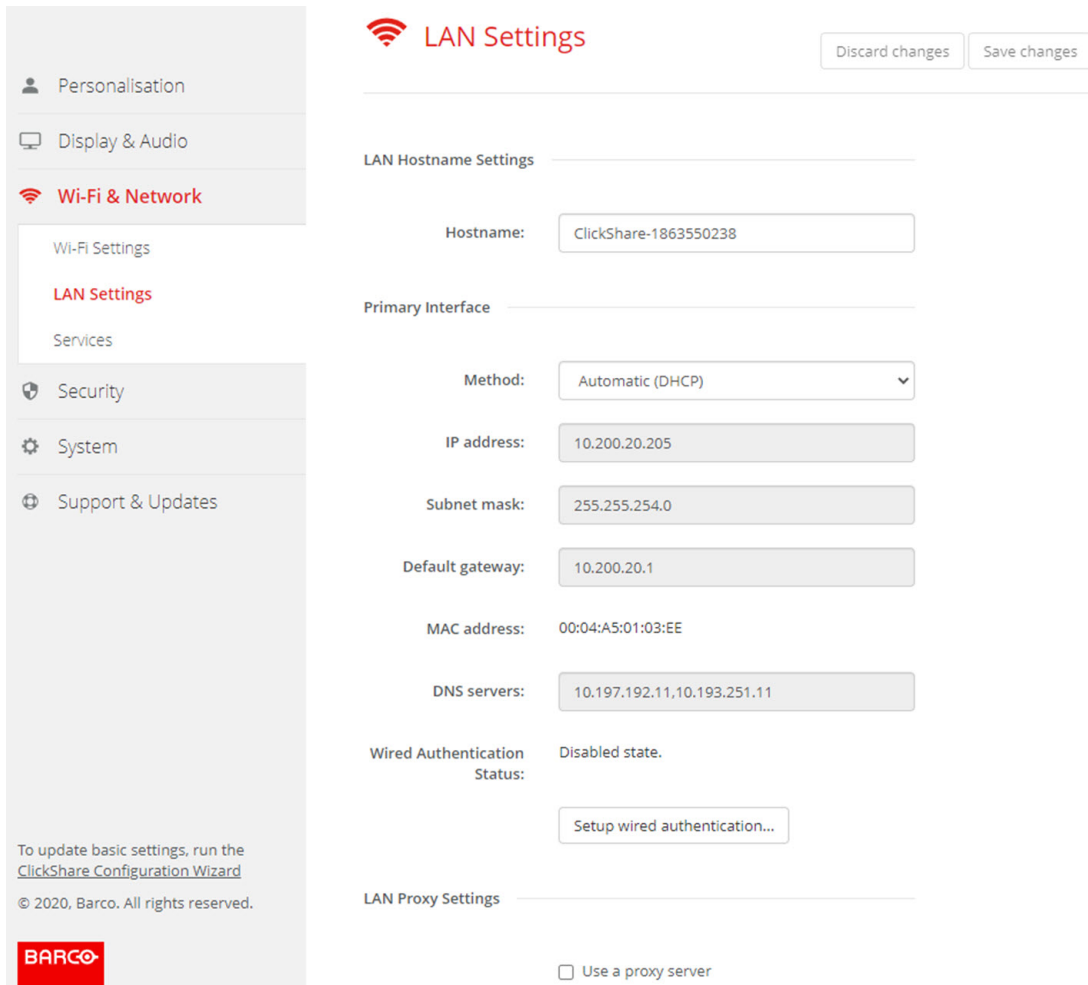 LAN Settings
Discard changes
Save changes
Personalisation
Display & Audio
Wi-Fi & Network
Wi-Fi Settings
LAN Settings
Services
Security
System
Support & Updates
To update basic settings, run the
ClickShare Configuration Wizard
© 2020, Barco. All rights reserved.
BARCO
LAN Hostname Settings
Hostname: ClickShare-1863550238
Primary Interface
Method: Automatic (DHCP)
IP address: 10.200.20.205
Subnet mask: 255.255.254.0
Default gateway: 10.200.20.1
MAC address: 00:04:A5:01:03:EE
DNS servers: 10.197.192.11,10.193.251.11
Wired Authentication Disabled state.
Status:
Setup wired authentication...
LAN Proxy Settings
Use a proxy server